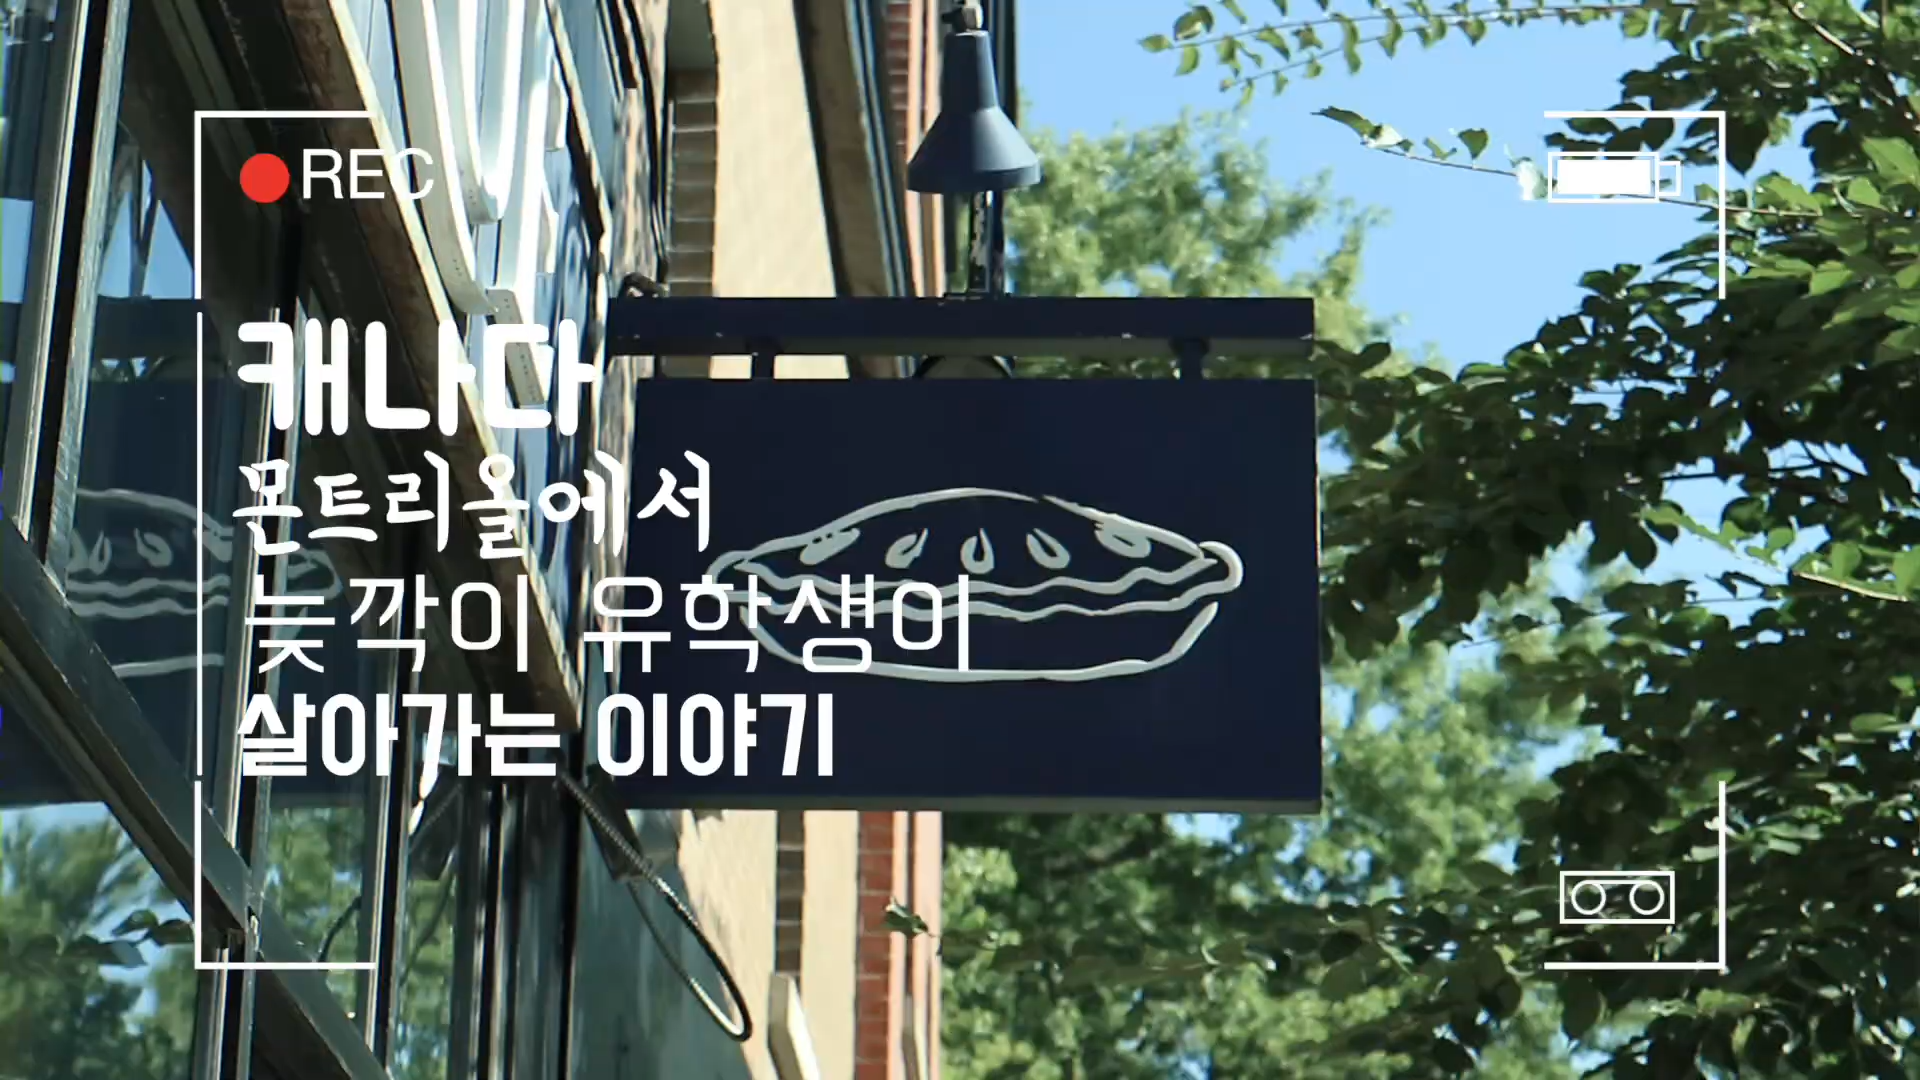 REC
캐나다
몬트리올에서
늦깍이 유학생이
살아가는 이야기